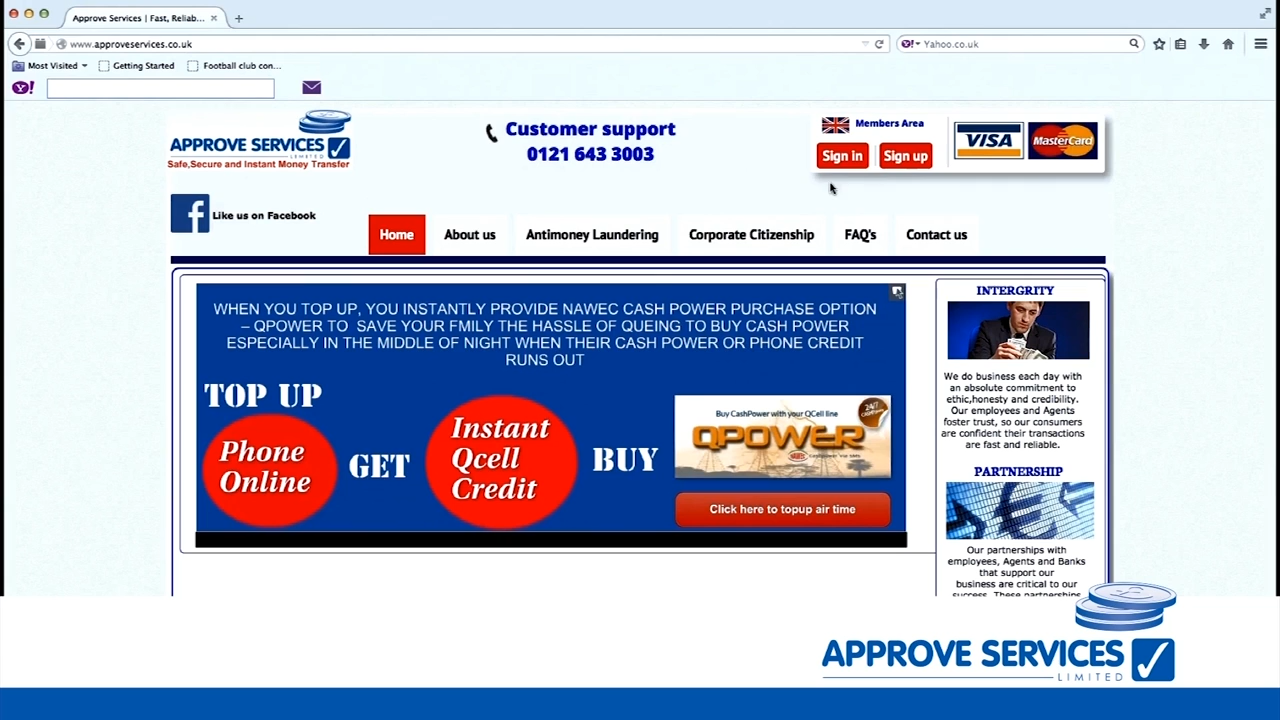 Approve Services | Fast, Reliab...
www.approveservices.co.uk
Yahoo.co.uk
Most Visited
Getting Started
Football club con...
Y!
APPROVE SERVICES
LIMITED
Safe,Secure and Instant Money Transfer
Customer support
0121 643 3003
Members Area
Sign in
Sign up
VISA
MasterCard
Like us on Facebook
Home
About us
Antimoney Laundering
Corporate Citizenship
FAQ's
Contact us
WHEN YOU TOP UP, YOU INSTANTLY PROVIDE NAWEC CASH POWER PURCHASE OPTION
– QPOWER TO SAVE YOUR FMILY THE HASSLE OF QUEING TO BUY CASH POWER
ESPECIALLY IN THE MIDDLE OF NIGHT WHEN THEIR CASH POWER OR PHONE CREDIT
RUNS OUT
TOP UP
Phone
Online
GET
Instant
Qcell
Credit
BUY
Buy CashPower with your QCell line
24/7
QPOWER
CashPower Via SMS
Click here to topup air time
INTERGRITY
We do business each day with
an absolute commitment to
ethic,honesty and credibility.
Our employees and Agents
foster trust, so our consumers
are confident their transactions
are fast and reliable.
PARTNERSHIP
Our partnerships with
employees, Agents and Banks
that support our
business are critical to our
success. These partnerships
APPROVE SERVICES
LIMITED